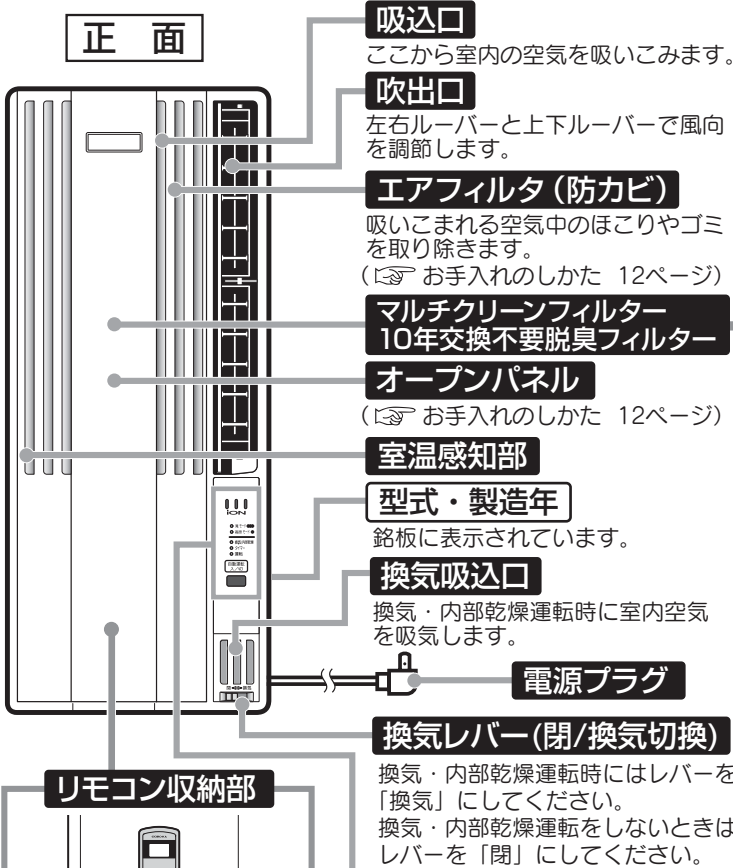 正 面
吸込口
ここから室内の空気を吸いこみます。
吹出口
左右ルーバーと上下ルーバーで風向
を調節します。
エアフィルタ（防カビ）
吸いこまれる空気中のほこりやゴミ
を取り除きます。
（☞ お手入れのしかた 12ページ）
マルチクリーンフィルター
10年交換不要脱臭フィルター
オープンパネル
（☞ お手入れのしかた 12ページ）
室温感知部
型式・製造年
銘板に表示されています。
換気吸込口
換気・内部乾燥運転時に室内空気
を吸気します。
電源プラグ
換気レバー(閉/換気切換)
換気・内部乾燥運転時にはレバーを
「換気」にしてください。
換気・内部乾燥運転をしないときは
レバーを「閉」にしてください。
リモコン収納部
iON
タイマー
運転
自動運転
入/切